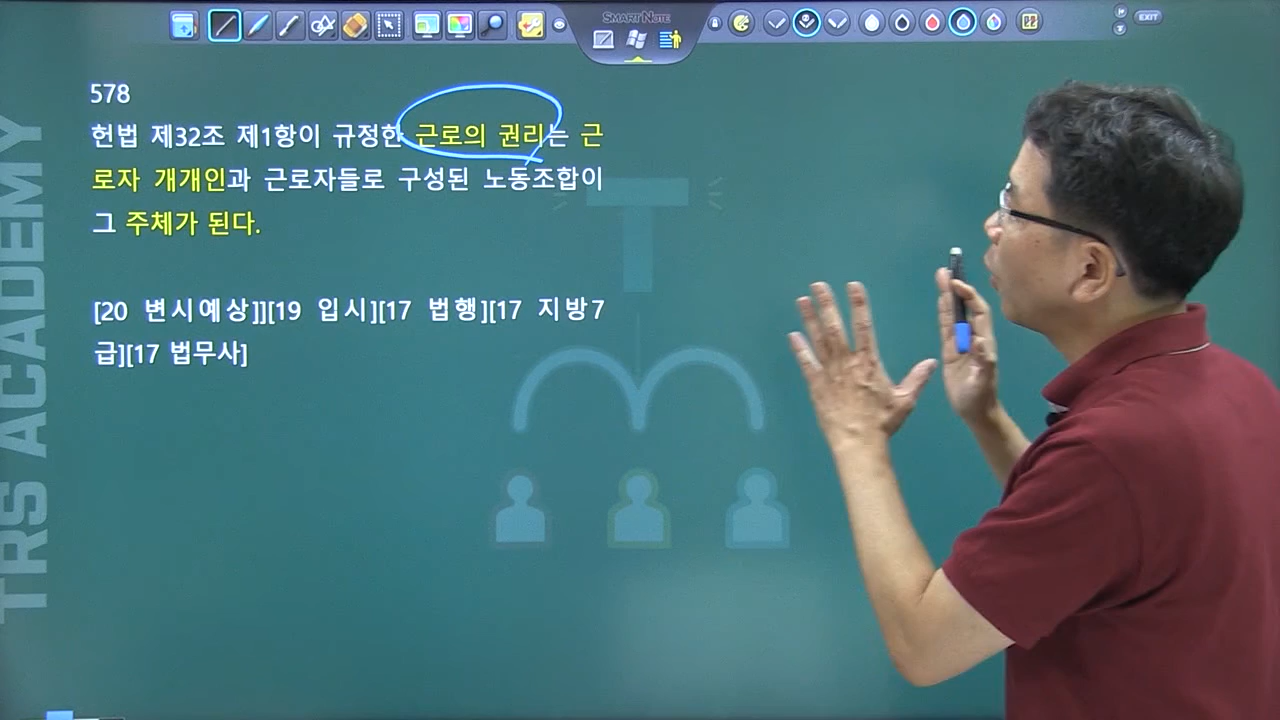 SMART NOTE
EXIT
578
헌법 제32조 제1항이 규정한 근로의 권리는 근
로자 개개인과 근로자들로 구성된 노동조합이
그 주체가 된다.
[20 변시예상]][19 입시][17 법행][17 지방7
급][17 법무사]
TRS ACADEMY